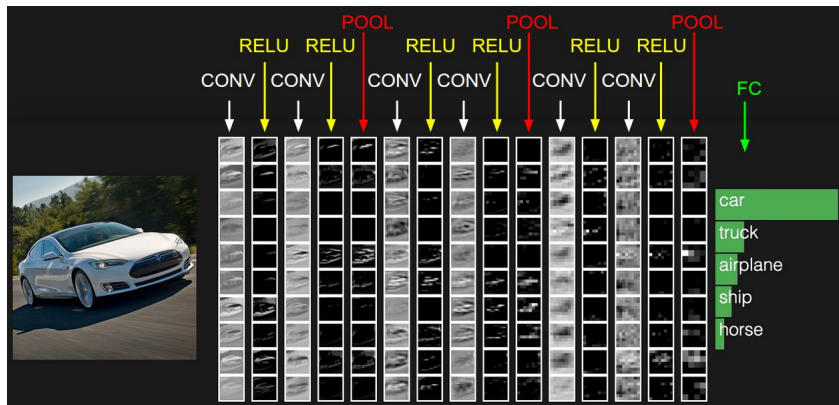 POOL POOL POOL
RELU RELU RELU RELU RELU RELU
CONV CONV CONV CONV CONV CONV
FC
car
truck
airplane
ship
horse